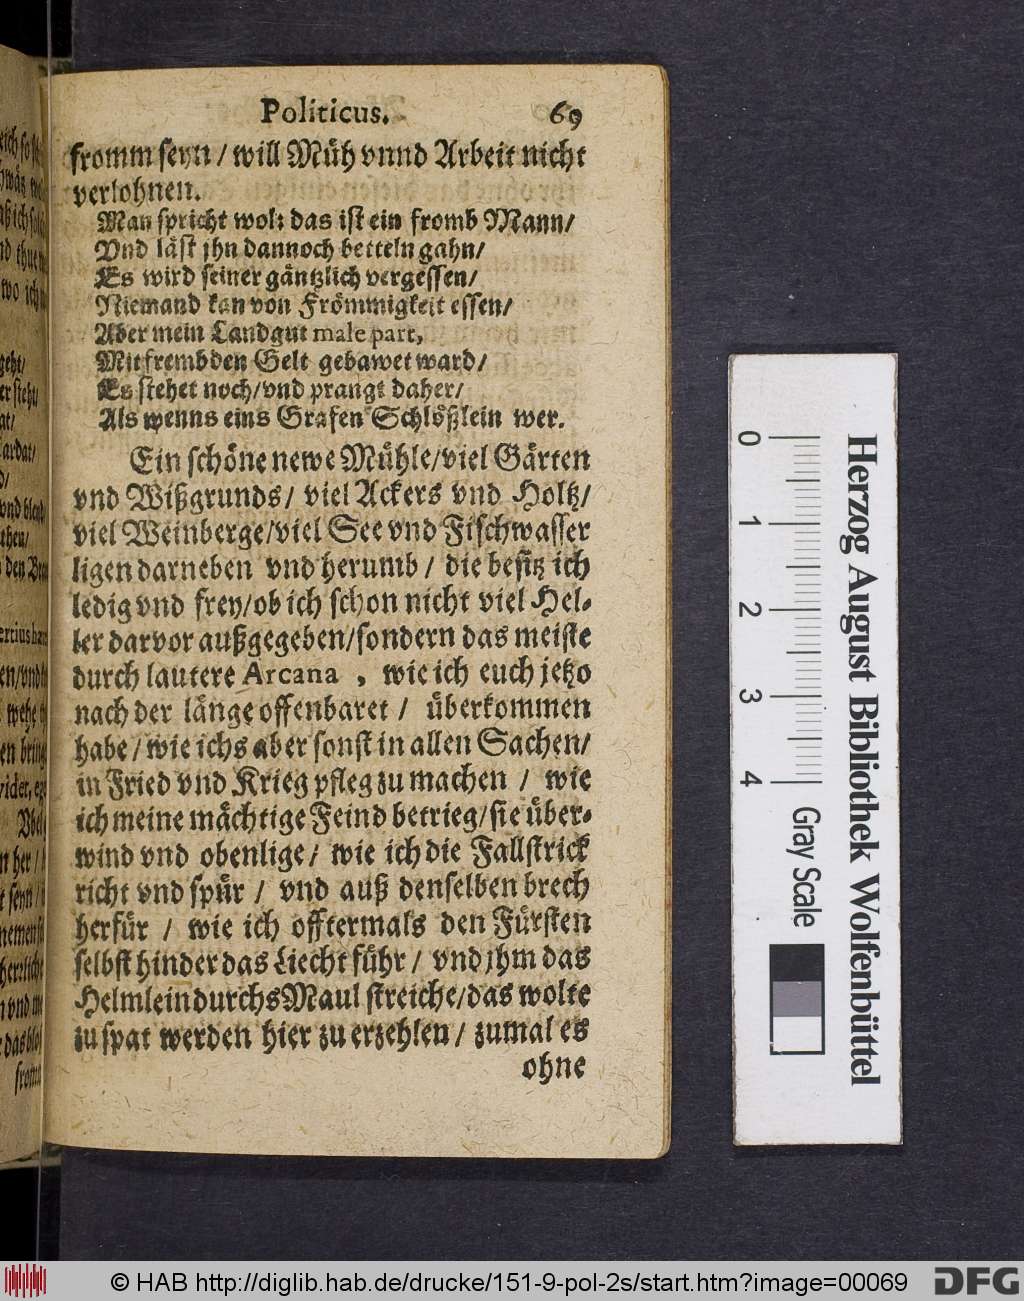 Politicus. 69
fromm seyn / will Müh vnnd Arbeit nicht
verlohnen.
Man spricht wol: das ist ein fromb Mann/
Vnd läst jhn dannoch betteln gahn/
Es wird seiner gäntzlich vergessen/
Niemand kan von Frömmigkeit essen/
Aber mein Landgut male part,
Mit frembden Gelt gebawet ward/
Es stehet noch/vnd prangt daher/
Als wenns eins Grafen Schlößlein wer.
Ein schöne newe Mühle/viel Gärten
vnd Wißgrunds/ viel Ackers vnd Holtz/
viel Weinberge/viel See vnd Fischwasser
ligen darneben vnd herumb / die besitz ich
ledig vnd frey/ob ich schon nicht viel Hel-
ler darvor außgegeben/sondern das meiste
durch lautere Arcana , wie ich euch jetzo
nach der länge offenbaret / überkommen
habe / wie ichs aber sonst in allen Sachen/
in Fried vnd Krieg pfleg zu machen / wie
ich meine mächtige Feind betrieg/sie über-
wind vnd obenlige/ wie ich die Fallstrick
richt vnd spür / vnd auß denselben brech
herfür / wie ich offtermals den Fürsten
selbst hinder das Liecht führ / vnd jhm das
Helmlein durchs Maul streiche/das wolte
zu spat werden hier zu erzehlen / zumal es
ohne
Herzog August Bibliothek Wolfenbüttel
0 1 2 3 4
Gray Scale
© HAB http://diglib.hab.de/drucke/151-9-pol-2s/start.htm?image=00069
DFG